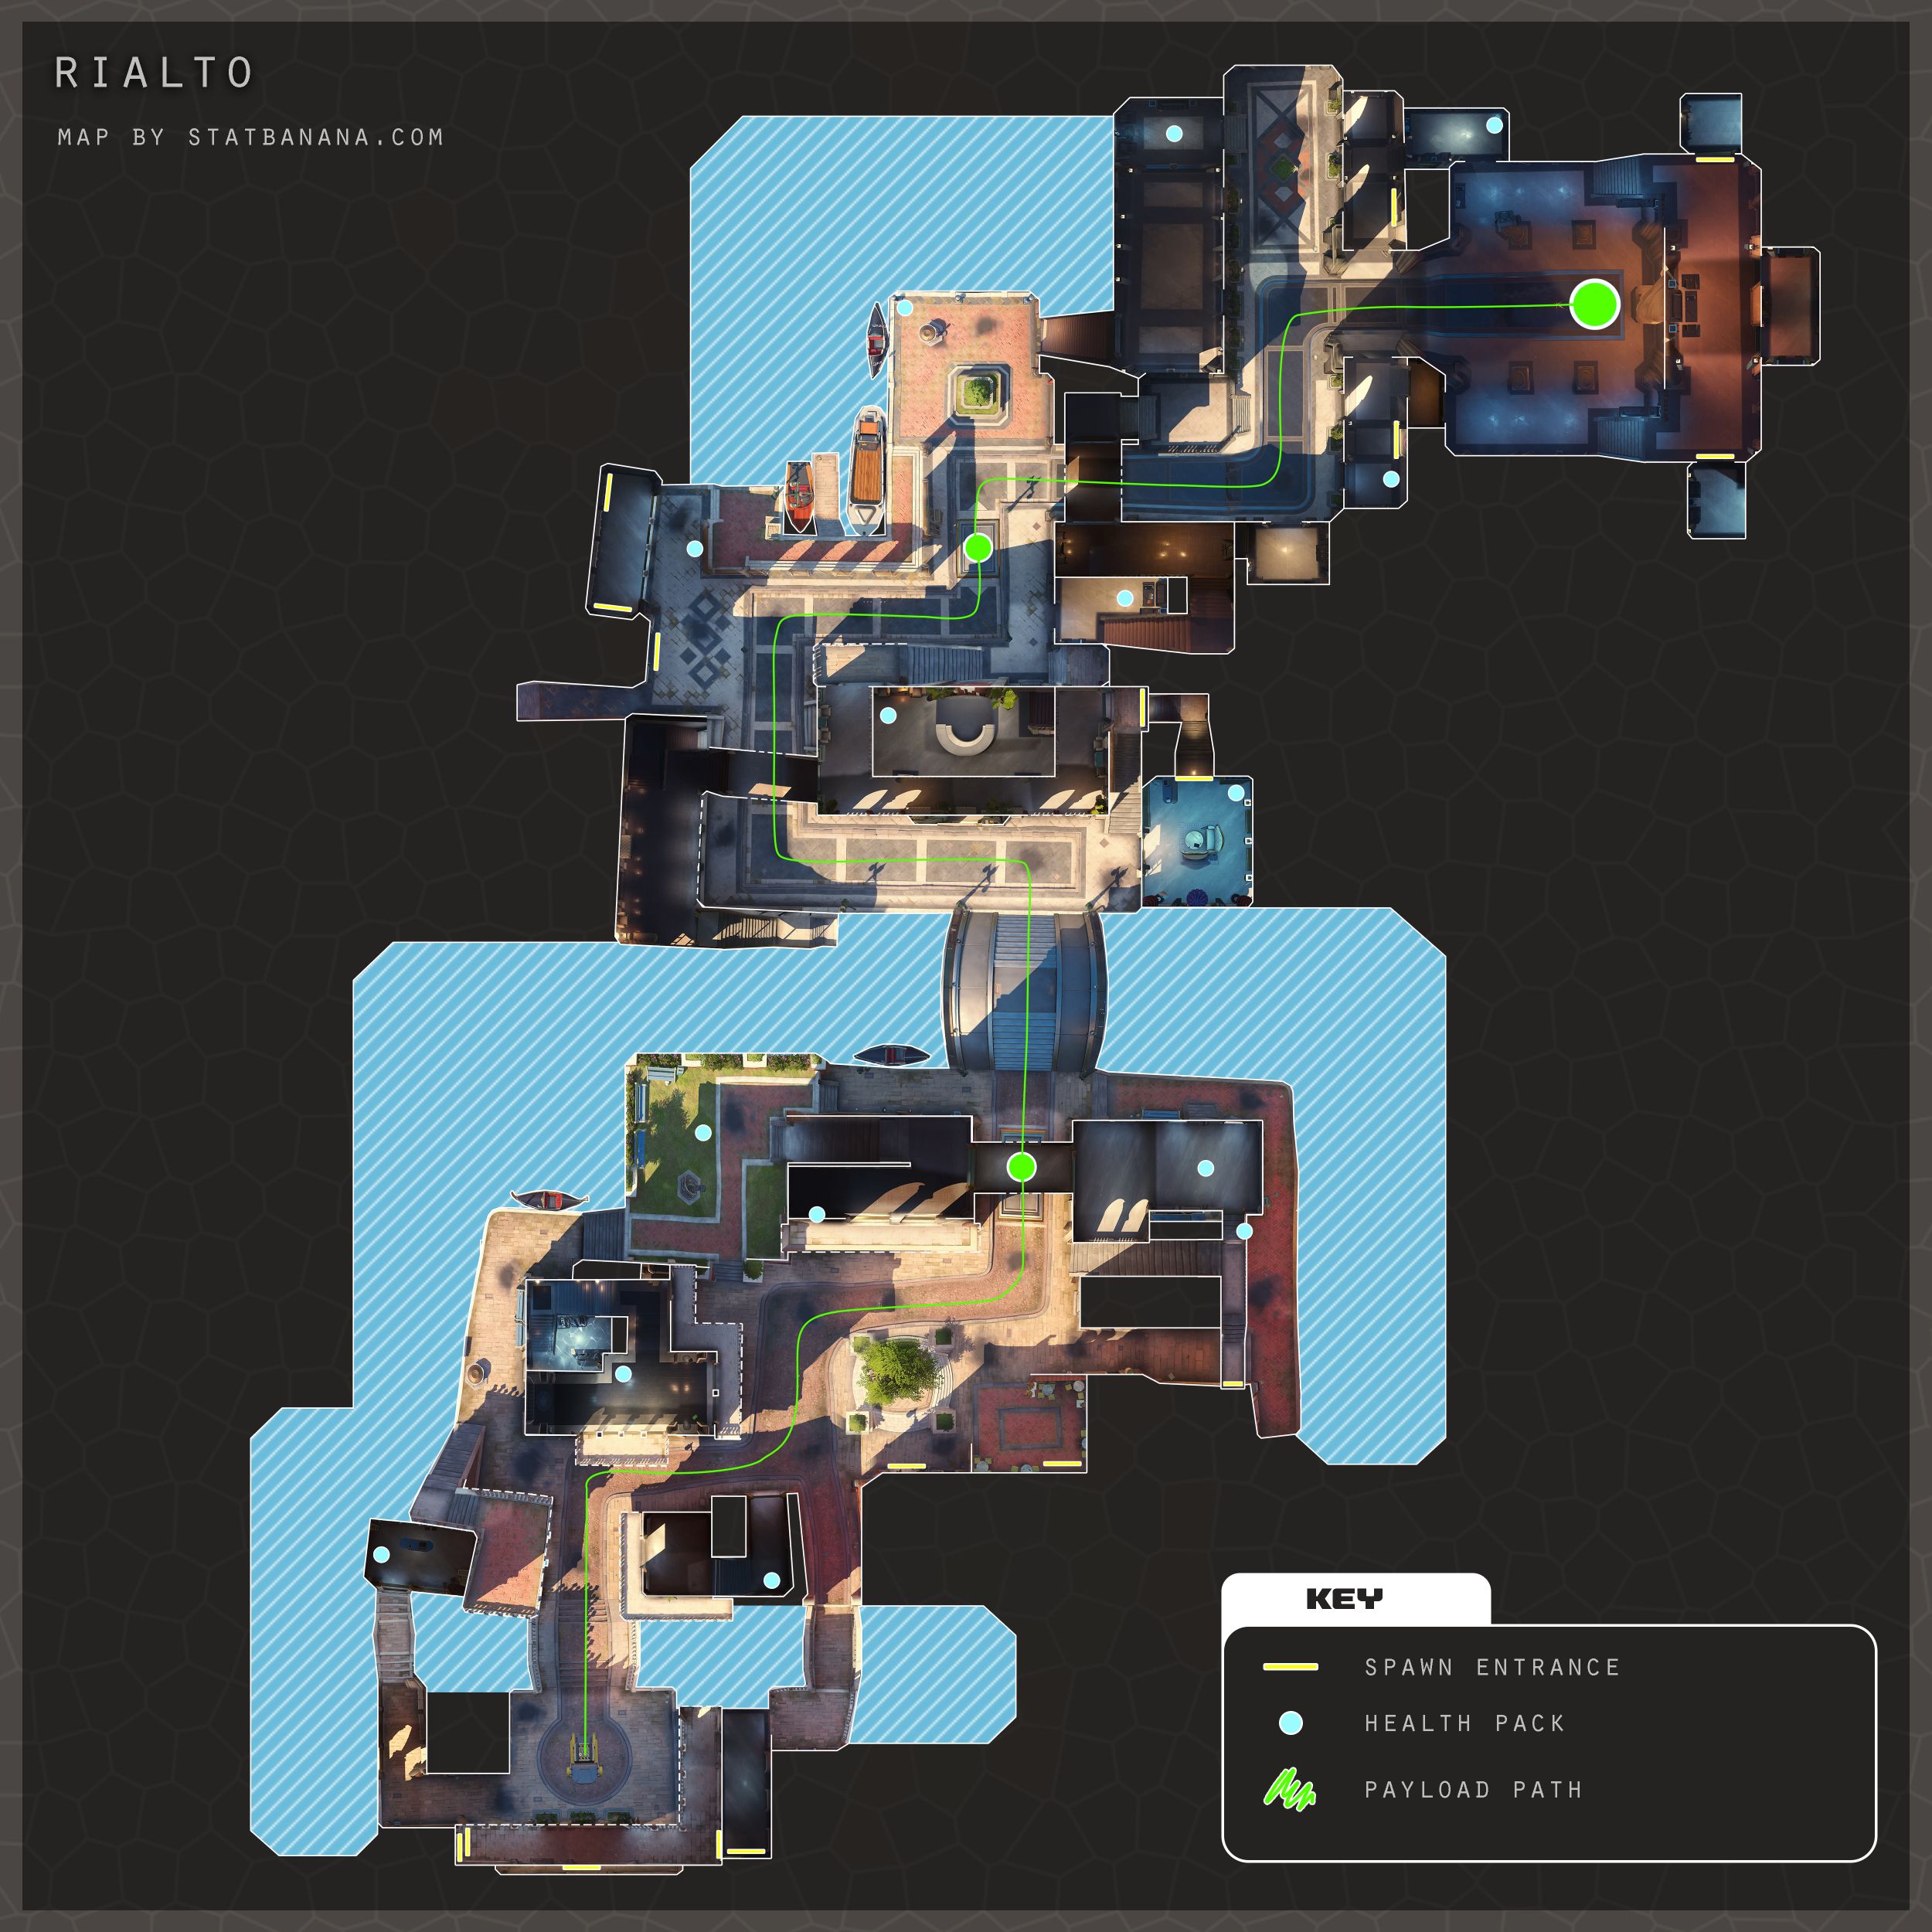 RIALTO
MAP BY STATBANANA.COM
KEY
SPAWN ENTRANCE
HEALTH PACK
PAYLOAD PATH